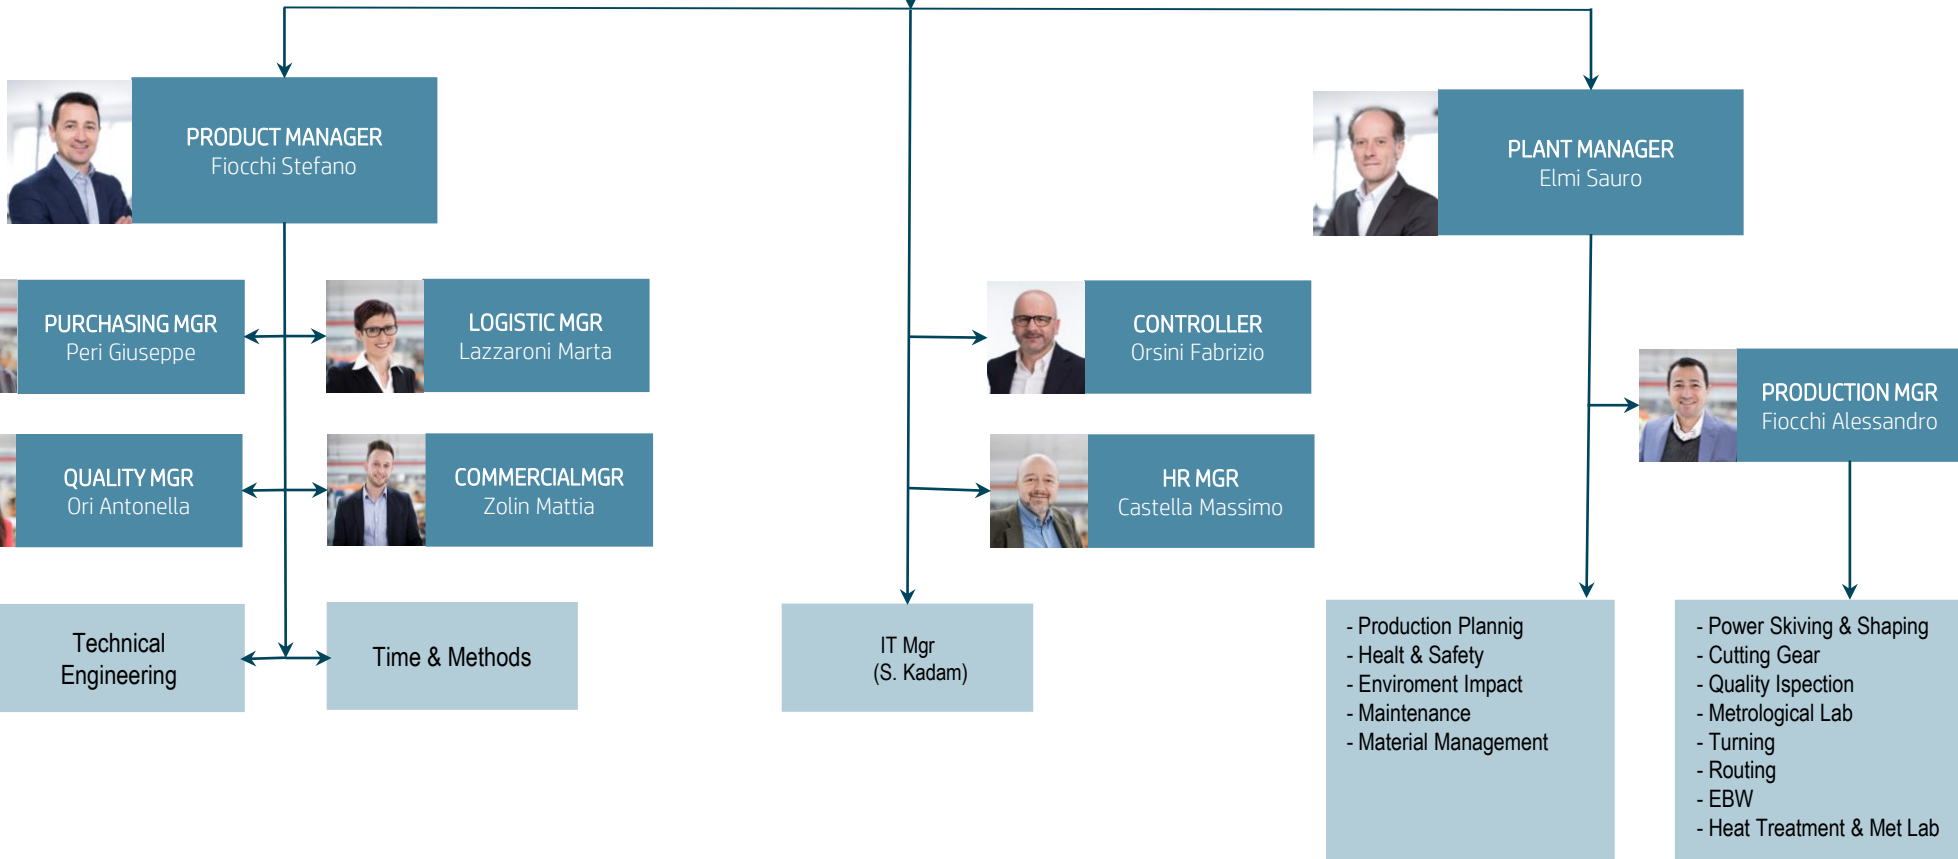 PRODUCT MANAGER
Fiocchi Stefano
PLANT MANAGER
Elmi Sauro
PURCHASING MGR
Peri Giuseppe
LOGISTIC MGR
Lazzaroni Marta
CONTROLLER
Orsini Fabrizio
PRODUCTION MGR
Fiocchi Alessandro
QUALITY MGR
Ori Antonella
COMMERCIALMGR
Zolin Mattia
HR MGR
Castella Massimo
Technical
Engineering
Time & Methods
IT Mgr
(S. Kadam)
- Production Plannig
- Healt & Safety
- Enviroment Impact
- Maintenance
- Material Management
- Power Skiving & Shaping
- Cutting Gear
- Quality Ispection
- Metrological Lab
- Turning
- Routing
- EBW
- Heat Treatment & Met Lab